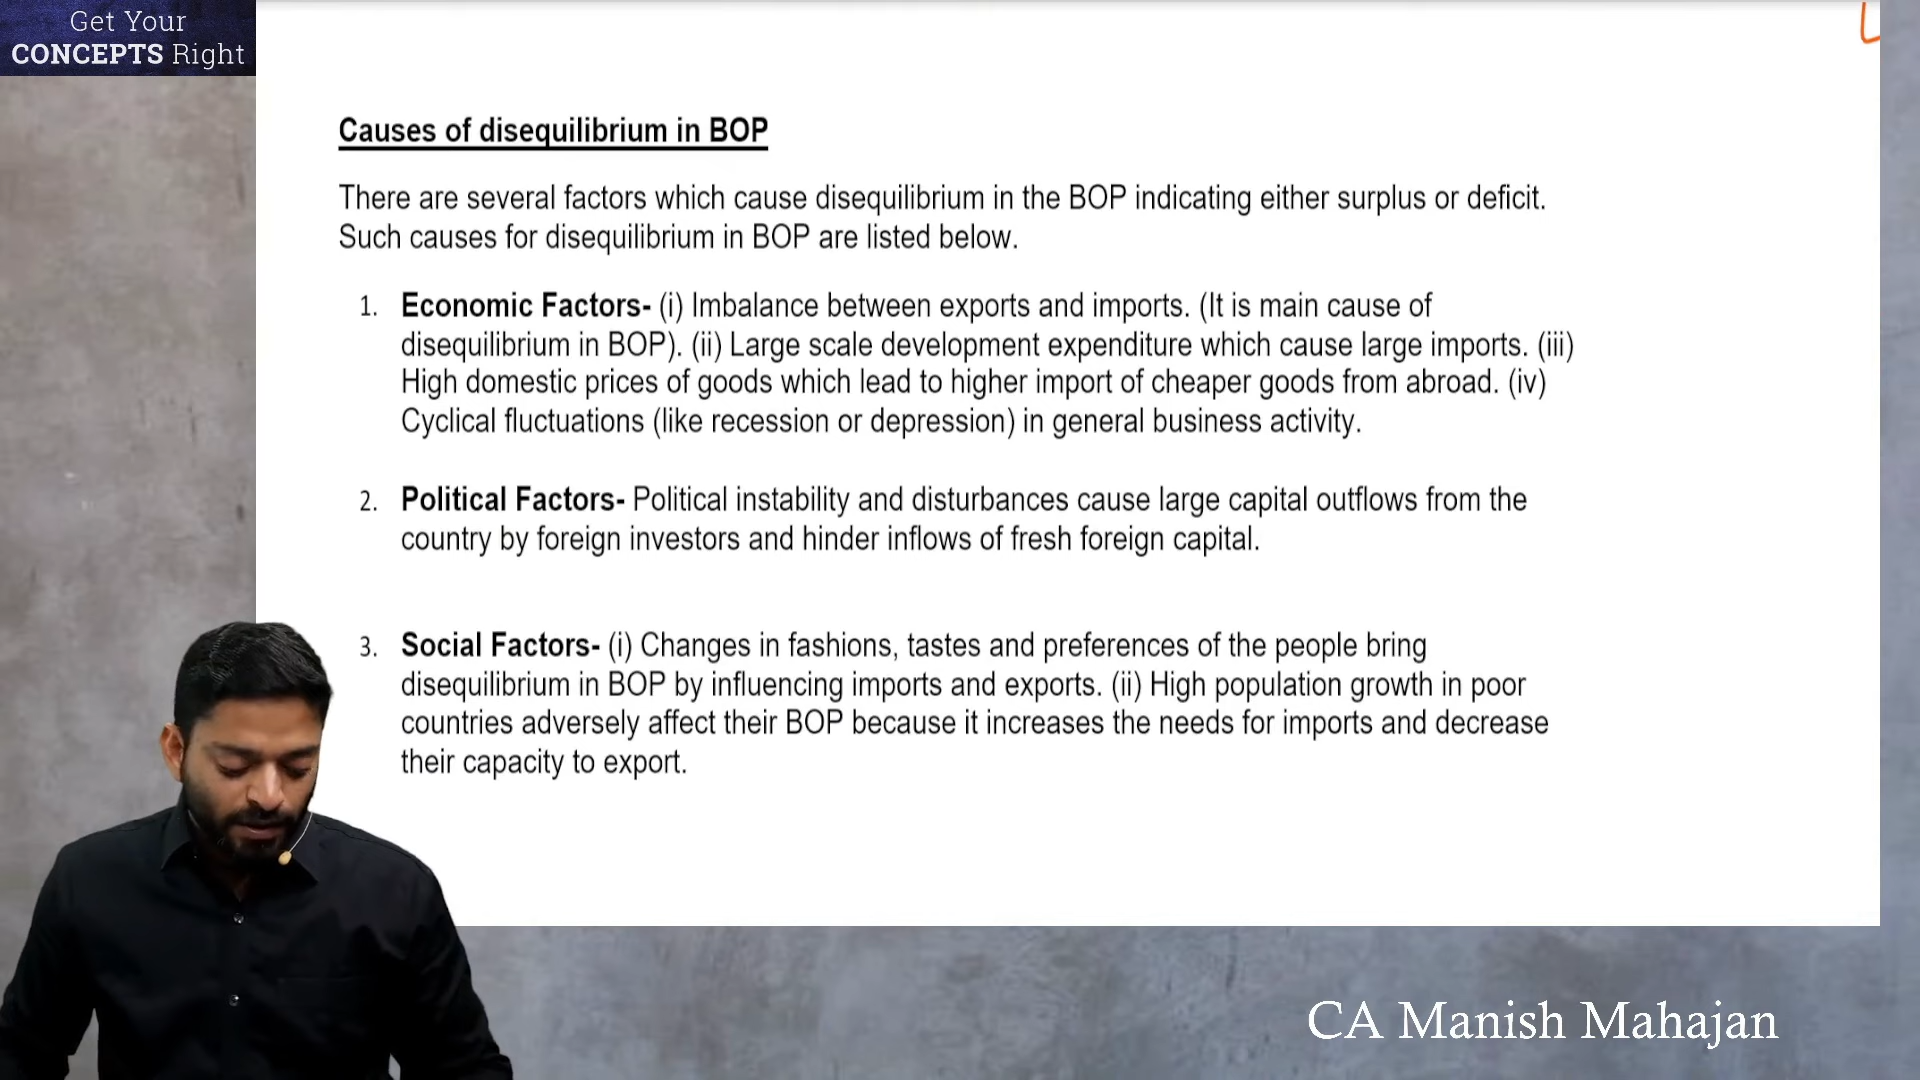 Get Your
CONCEPTS Right
Causes of disequilibrium in BOP
There are several factors which cause disequilibrium in the BOP indicating either surplus or deficit.
Such causes for disequilibrium in BOP are listed below.
1. Economic Factors- (i) Imbalance between exports and imports. (It is main cause of
disequilibrium in BOP). (ii) Large scale development expenditure which cause large imports. (iii)
High domestic prices of goods which lead to higher import of cheaper goods from abroad. (iv)
Cyclical fluctuations (like recession or depression) in general business activity.
2. Political Factors- Political instability and disturbances cause large capital outflows from the
country by foreign investors and hinder inflows of fresh foreign capital.
3. Social Factors- (i) Changes in fashions, tastes and preferences of the people bring
disequilibrium in BOP by influencing imports and exports. (ii) High population growth in poor
countries adversely affect their BOP because it increases the needs for imports and decrease
their capacity to export.
CA Manish Mahajan